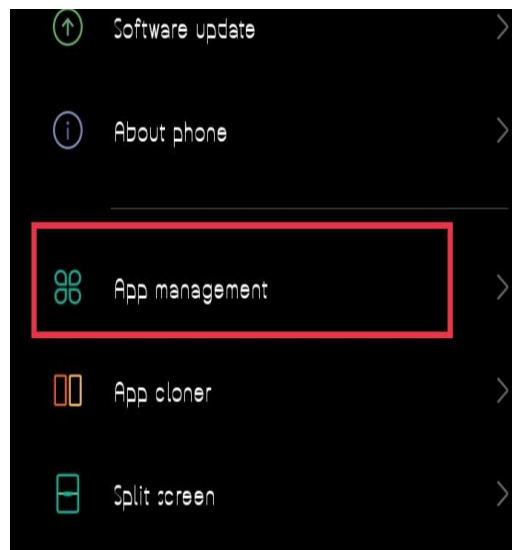 Software update
About phone
App management
App cloner
Split screen